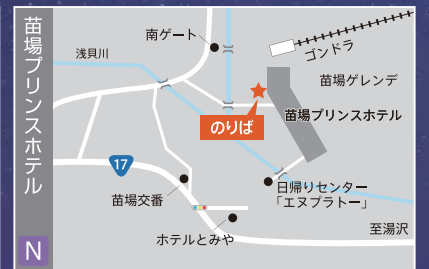 苗場プリンスホテル
N
南ゲート
浅貝川
ゴンドラ
苗場ゲレンデ
苗場プリンスホテル
のりば
17
苗場交番
日帰りセンター
「エヌプラトー」
ホテルとみや
至湯沢